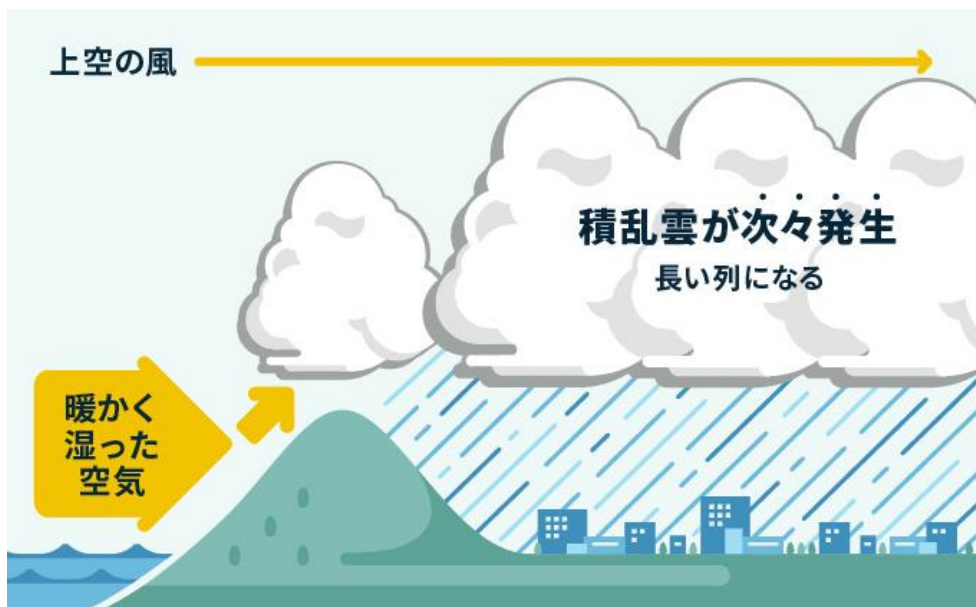 上空の風
積乱雲が次々発生
長い列になる
暖かく
湿った
空気